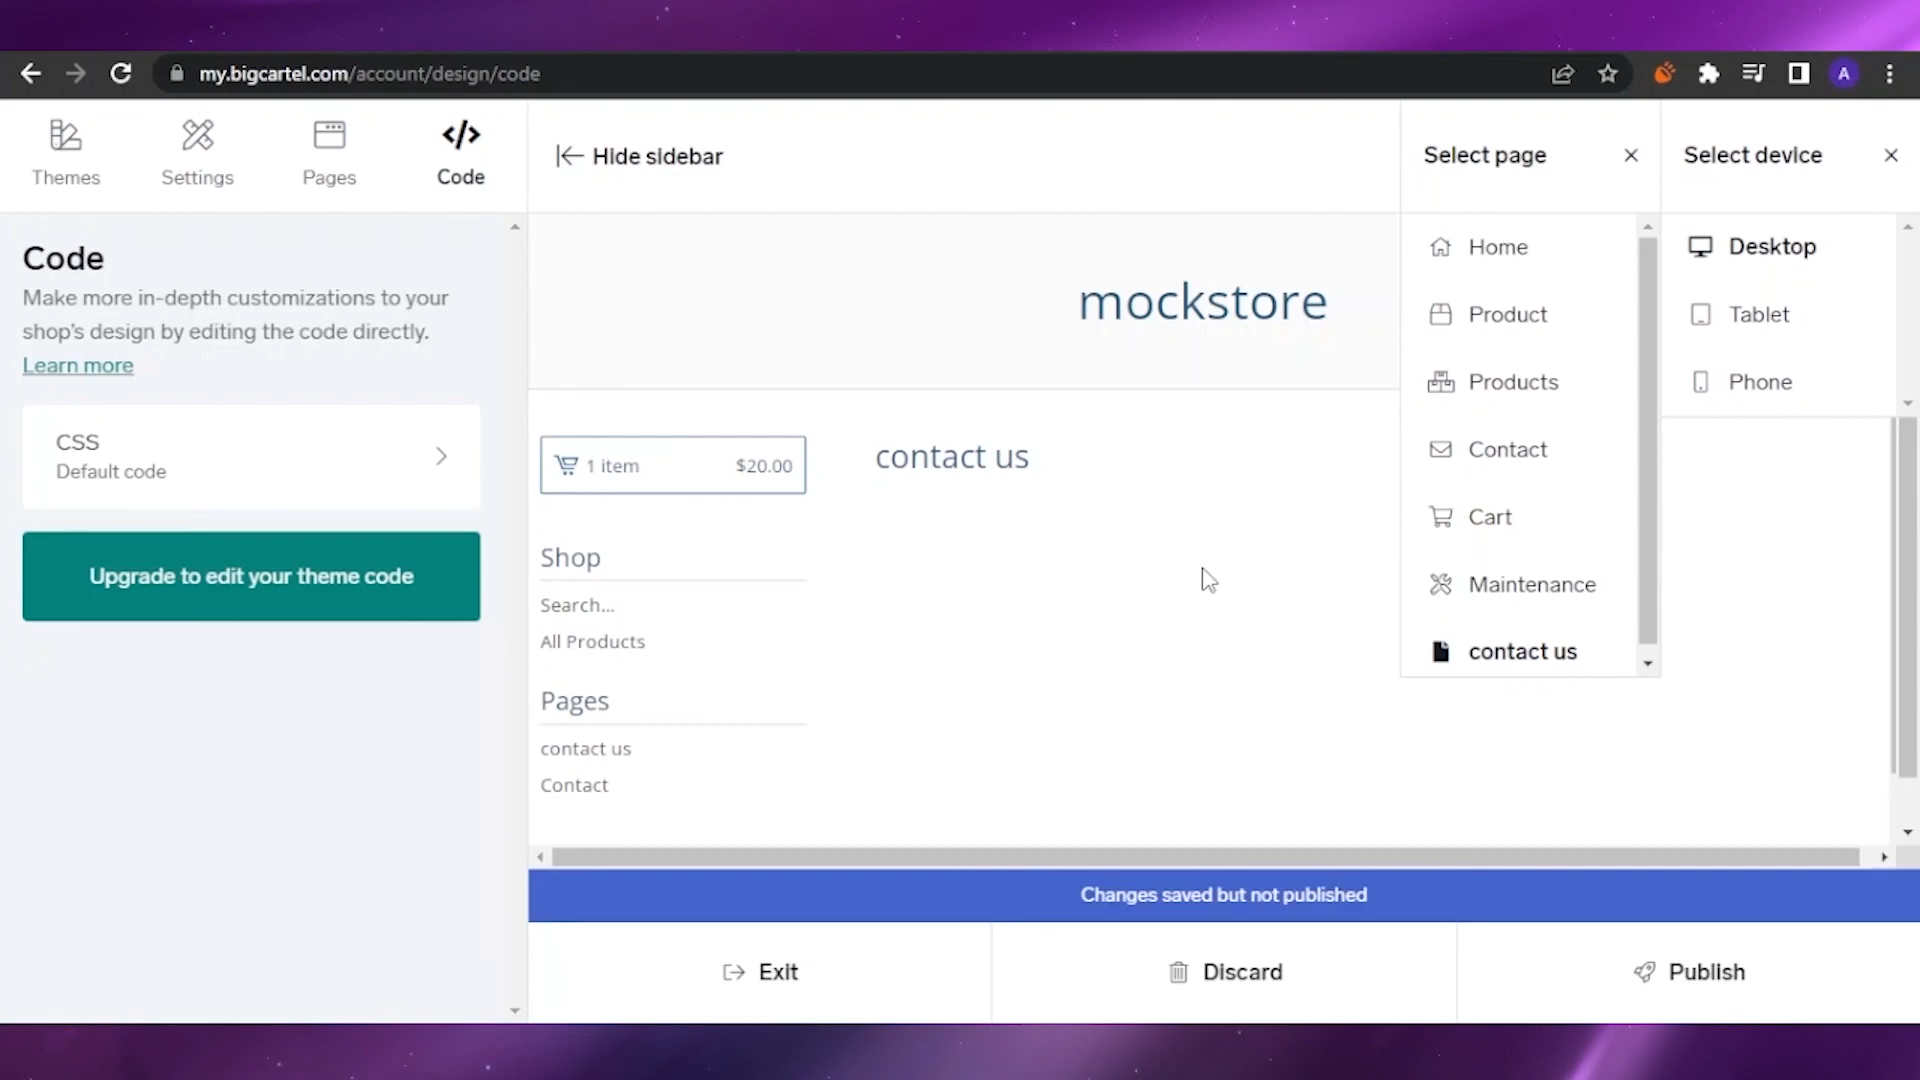 my.bigcartel.com/account/design/code
A
Themes
Settings
Pages
Code
Hide sidebar
Select page
Select device
Code
Make more in-depth customizations to your
shop's design by editing the code directly.
Learn more
CSS
Default code
Upgrade to edit your theme code
mockstore
1 item $20.00
contact us
Shop
Search...
All Products
Pages
contact us
Contact
Home
Product
Products
Contact
Cart
Maintenance
contact us
Desktop
Tablet
Phone
Changes saved but not published
Exit
Discard
Publish